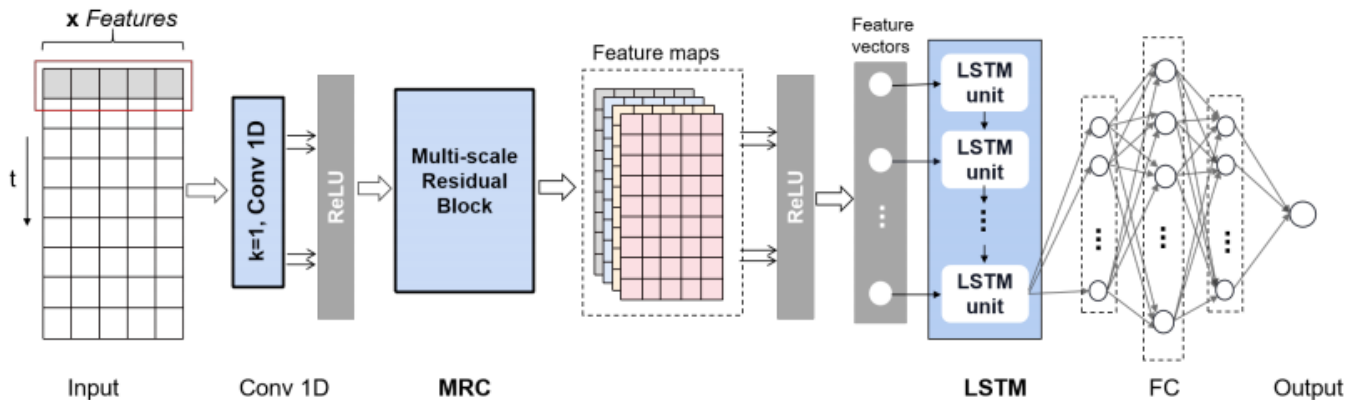 x Features
t
k=1, Conv 1D
ReLU
Multi-scale
Residual
Block
Feature maps
ReLU
Feature
vectors
...
LSTM
unit
LSTM
unit
...
LSTM
unit
...
...
...
Input
Conv 1D
MRC
LSTM
FC
Output